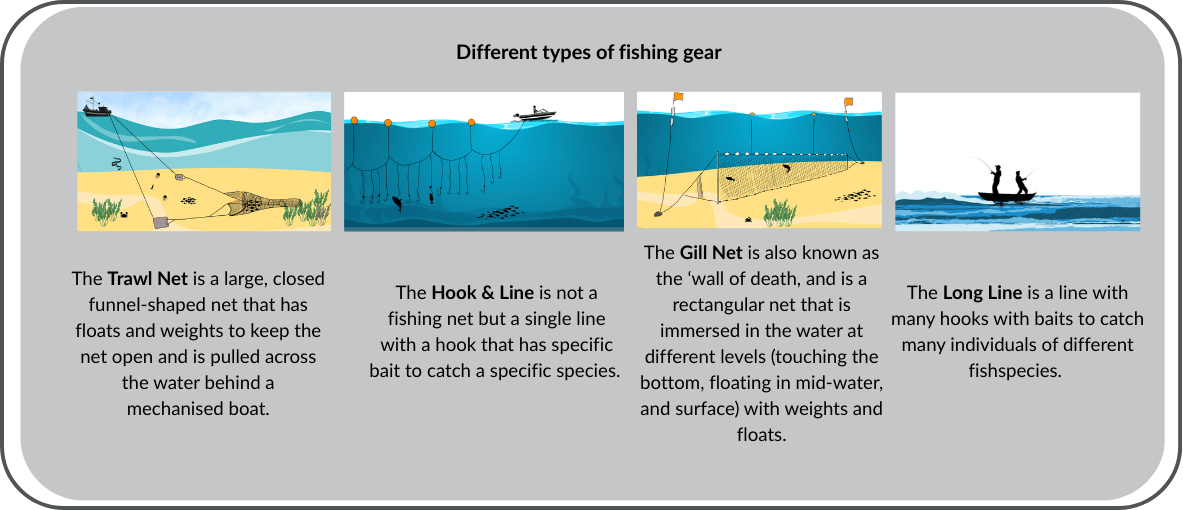 Different types of fishing gear
The Trawl Net is a large, closed
funnel-shaped net that has
floats and weights to keep the
net open and is pulled across
the water behind a
mechanised boat.
The Hook & Line is not a
fishing net but a single line
with a hook that has specific
bait to catch a specific species.
The Gill Net is also known as
the ‘wall of death, and is a
rectangular net that is
immersed in the water at
different levels (touching the
bottom, floating in mid-water,
and surface) with weights and
floats.
The Long Line is a line with
many hooks with baits to catch
many individuals of different
fishspecies.